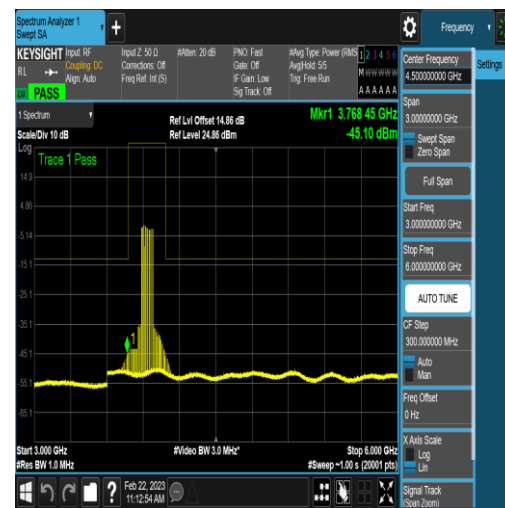 Spectrum Analyzer 1
Swept SA
+
Frequency
KEYSIGHT
RL
PASS
Input: RF
Coupling: DC
Align: Auto
Input Z: 50 Ω
Corrections: Off
Freq Ref: Int (S)
#Atten: 20 dB
PNO: Fast
Gate: Off
IF Gain: Low
Sig Track: Off
#Avg Type: Power (RMS
Avg|Hold: 5/5
Trig: Free Run
1 2 3 4 5 6
M W W W W W
A A A A A A
Center Frequency
4.500000000 GHz
Settings
Span
3.00000000 GHz
Swept Span
Zero Span
Full Span
Start Freq
3.000000000 GHz
Stop Freq
6.000000000 GHz
AUTO TUNE
CF Step
300.000000 MHz
Auto
Man
Freq Offset
0 Hz
X Axis Scale
Log
Lin
Signal Track
(Span Zoom)
1 Spectrum
Scale/Div 10 dB
Log
Ref Lvl Offset 14.86 dB
Ref Level 24.86 dBm
Mkr1 3.768 45 GHz
-45.10 dBm
Trace 1 Pass
14.9
4.86
-5.14
-15.1
-25.1
-35.1
-45.1
-55.1
-65.1
1
Start 3.000 GHz
#Res BW 1.0 MHz
#Video BW 3.0 MHz*
Stop 6.000 GHz
#Sweep ~1.00 s (20001 pts)
?
Feb 22, 2023
11:12:54 AM